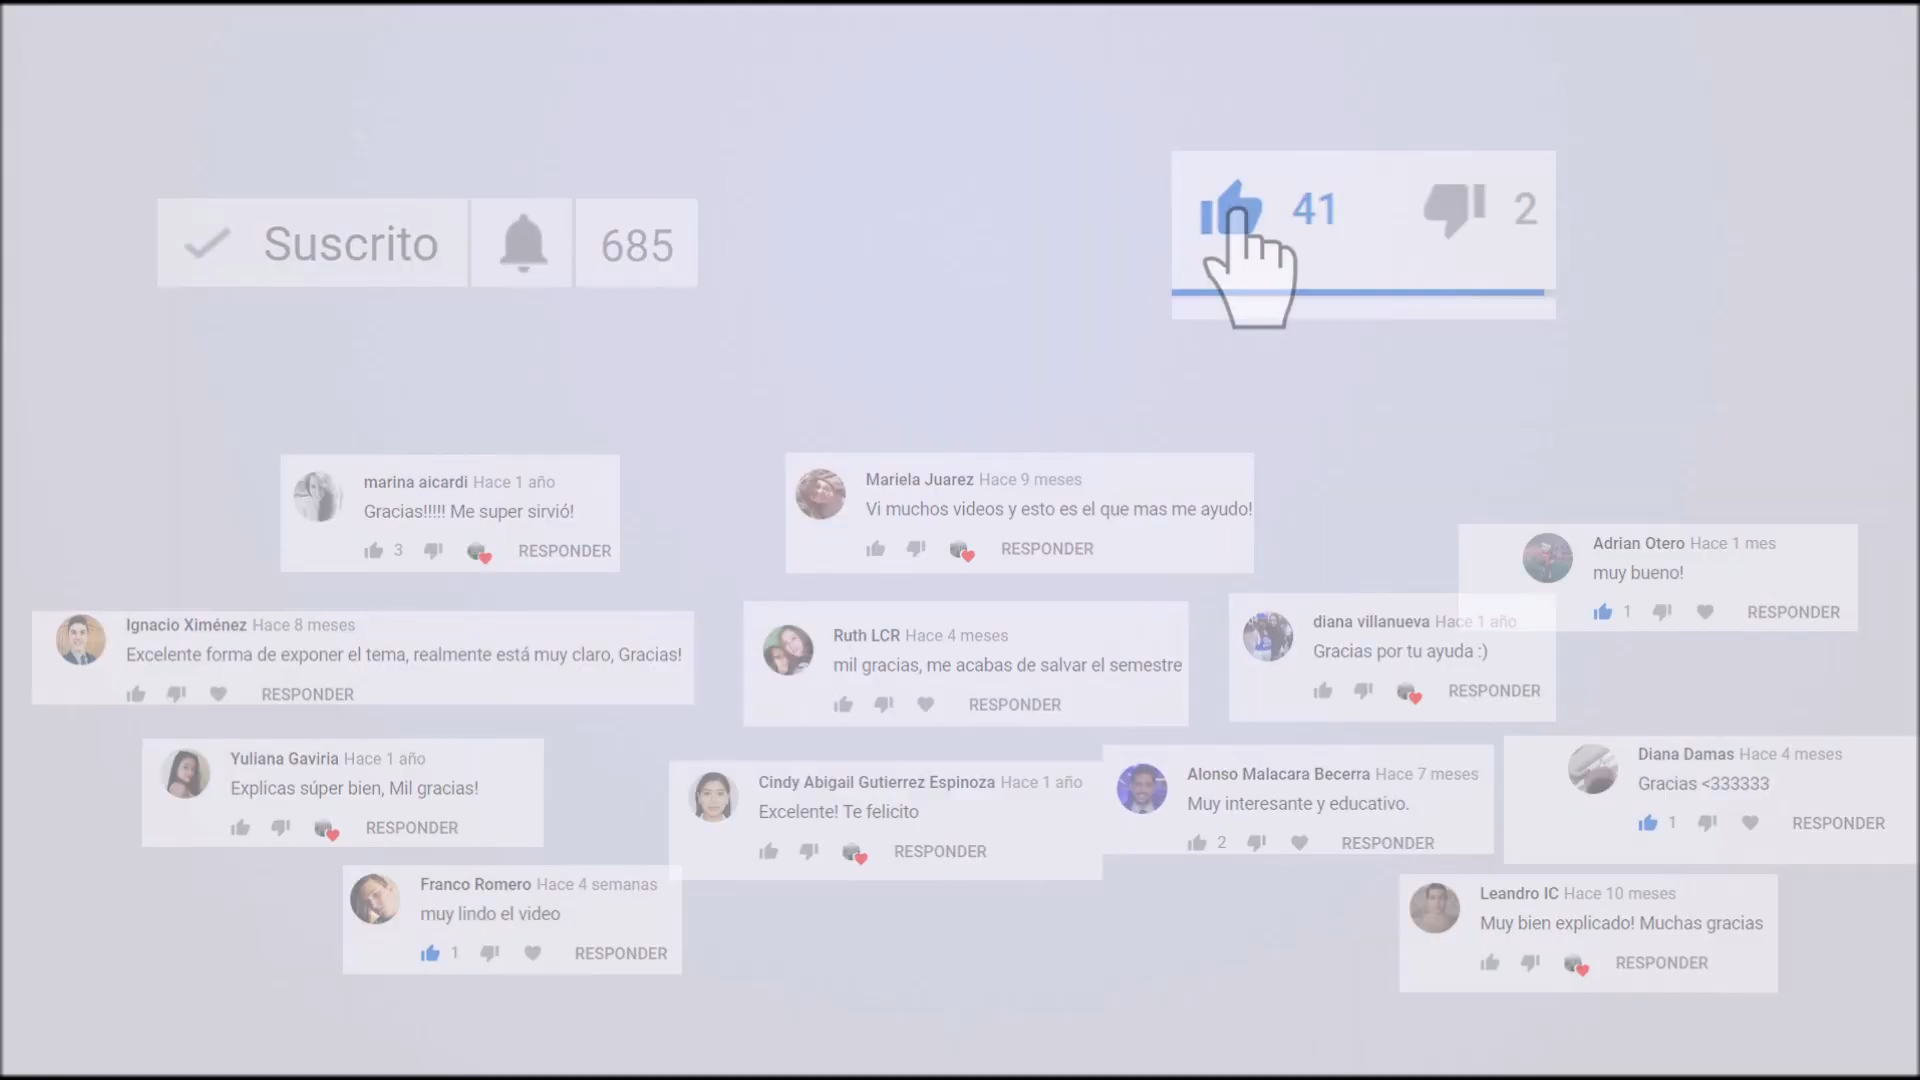 Suscrito 685
41 2
marina aicardi Hace 1 año
Gracias!!!!! Me super sirvió!
3 RESPONDER
Mariela Juarez Hace 9 meses
Vi muchos videos y esto es el que mas me ayudo!
RESPONDER
Adrian Otero Hace 1 mes
muy bueno!
1 RESPONDER
Ignacio Ximénez Hace 8 meses
Excelente forma de exponer el tema, realmente está muy claro, Gracias!
RESPONDER
Ruth LCR Hace 4 meses
mil gracias, me acabas de salvar el semestre
RESPONDER
diana villanueva Hace 1 año
Gracias por tu ayuda :)
RESPONDER
Yuliana Gaviria Hace 1 año
Explicas súper bien, Mil gracias!
RESPONDER
Cindy Abigail Gutierrez Espinoza Hace 1 año
Excelente! Te felicito
RESPONDER
Alonso Malacara Becerra Hace 7 meses
Muy interesante y educativo.
2 RESPONDER
Diana Damas Hace 4 meses
Gracias <333333
1 RESPONDER
Franco Romero Hace 4 semanas
muy lindo el video
1 RESPONDER
Leandro IC Hace 10 meses
Muy bien explicado! Muchas gracias
RESPONDER